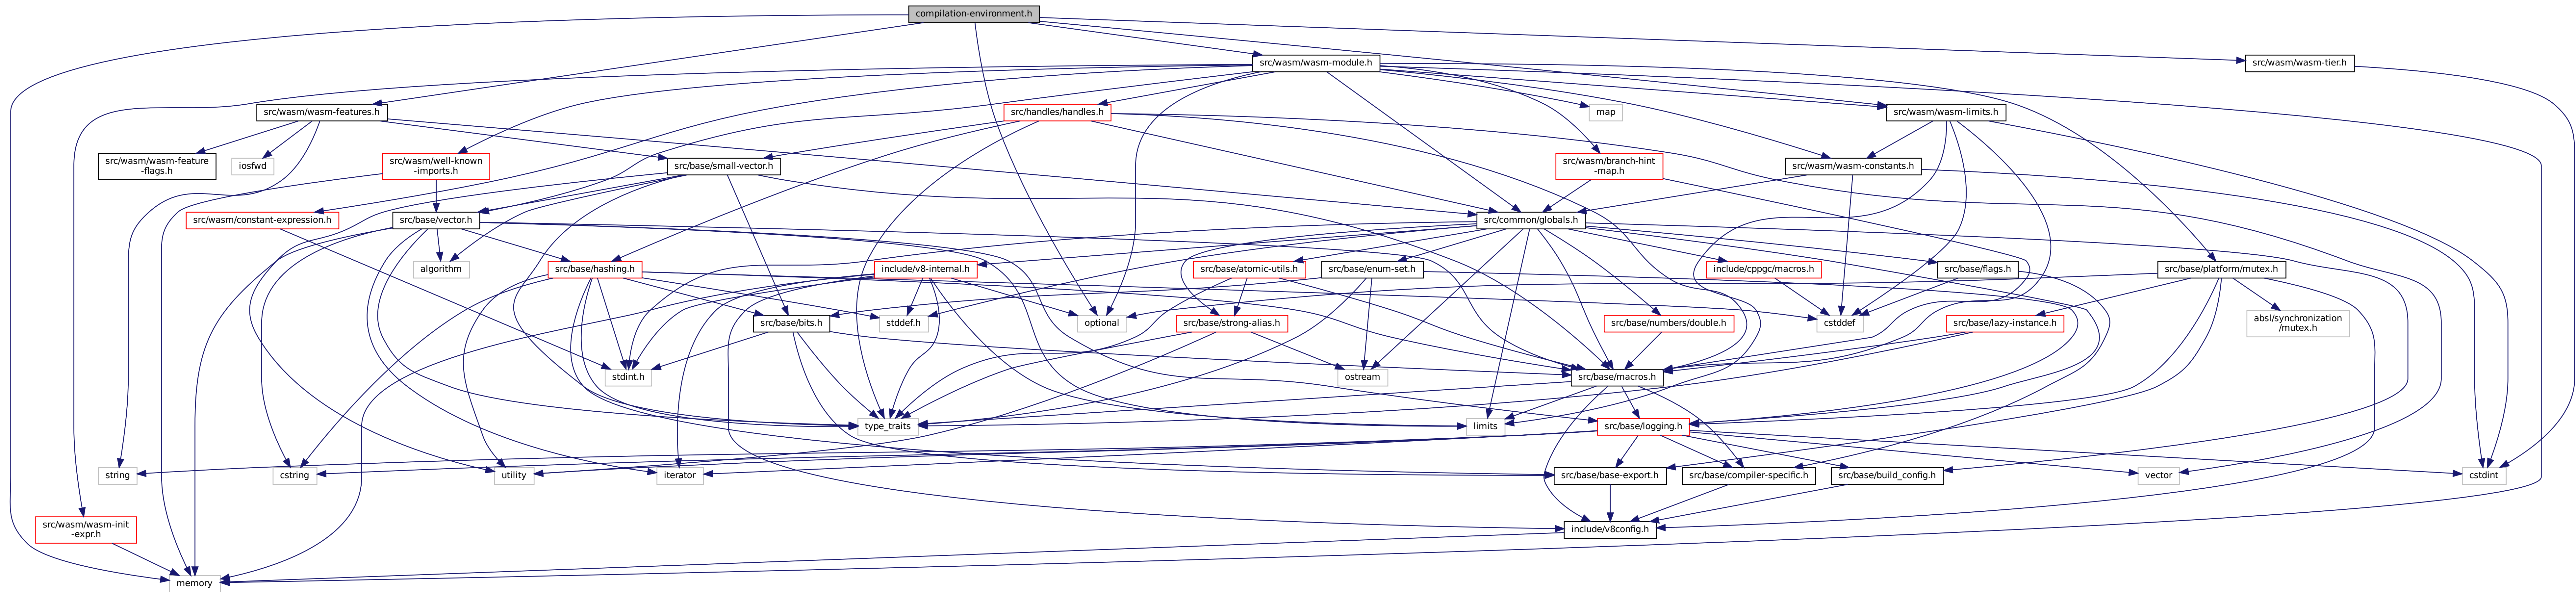 compilation-environment.h
src/wasm/wasm-module.h
src/wasm/wasm-tier.h
src/wasm/wasm-features.h
src/handles/handles.h
map
src/wasm/wasm-limits.h
src/wasm/wasm-feature
-flags.h
iosfwd
src/wasm/well-known
-imports.h
src/base/small-vector.h
src/wasm/branch-hint
-map.h
src/wasm/wasm-constants.h
src/wasm/constant-expression.h
src/base/vector.h
src/common/globals.h
algorithm
src/base/hashing.h
include/v8-internal.h
src/base/atomic-utils.h
src/base/enum-set.h
include/cppgc/macros.h
src/base/flags.h
src/base/platform/mutex.h
src/base/bits.h
stddef.h
optional
src/base/strong-alias.h
src/base/numbers/double.h
cstddef
src/base/lazy-instance.h
absl/synchronization
/mutex.h
stdint.h
ostream
src/base/macros.h
type_traits
limits
src/base/logging.h
string
cstring
utility
iterator
src/base/base-export.h
src/base/compiler-specific.h
src/base/build_config.h
vector
cstdint
src/wasm/wasm-init
-expr.h
include/v8config.h
memory